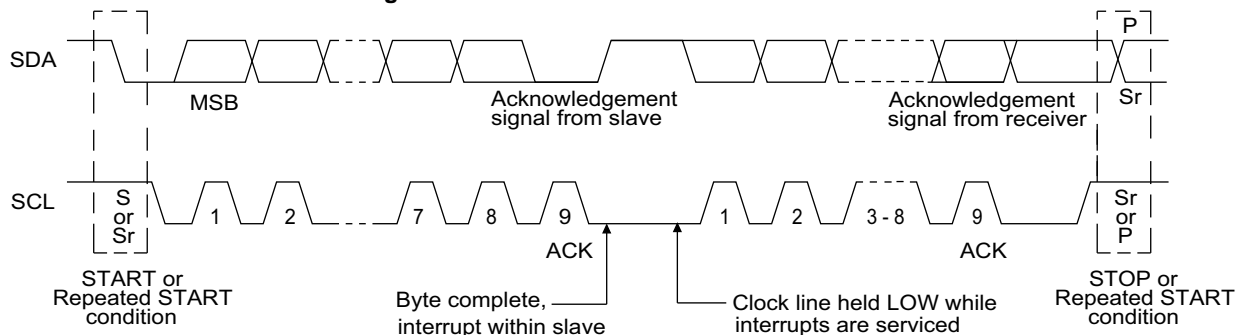 g
P
SDA
MSB
Acknowledgement
signal from slave
Acknowledgement
signal from receiver
Sr
SCL
S
or
Sr
1
2
7
8
9
1
2
3 - 8
9
Sr
or
P
ACK
ACK
START or
Repeated START
condition
Byte complete,
interrupt within slave
Clock line held LOW while
interrupts are serviced
STOP or
Repeated START
condition